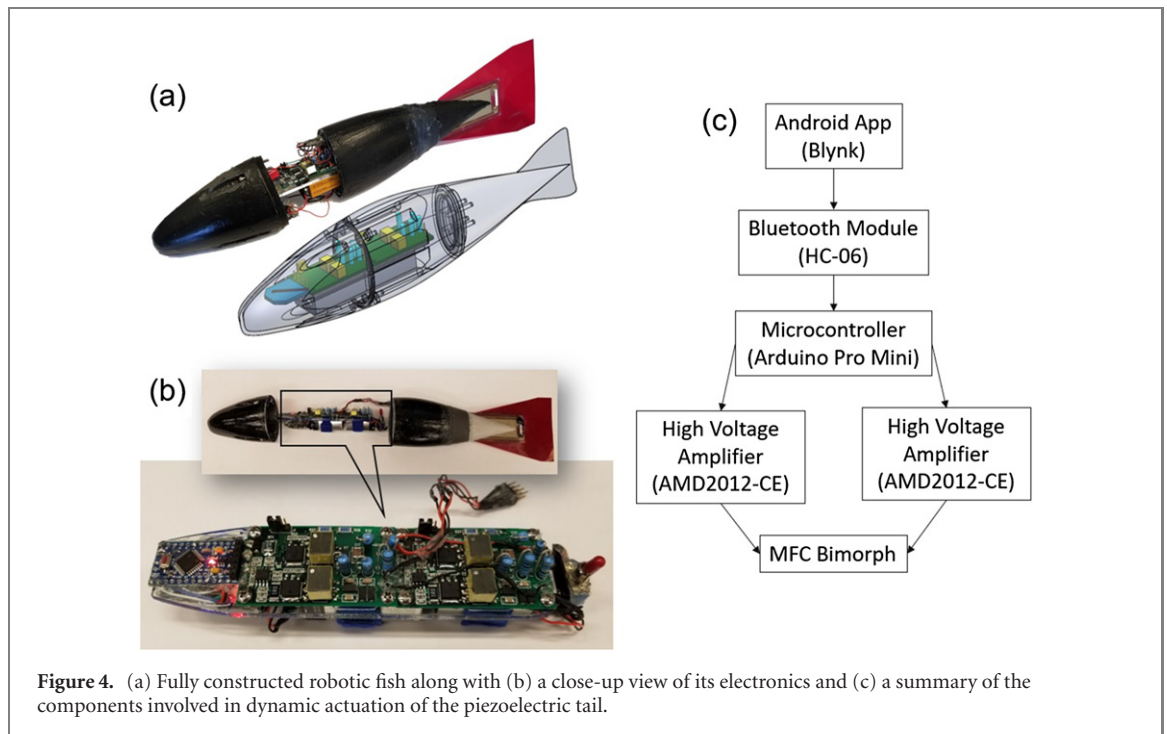 (a)
(b)
(c)
Android App
(Blynk)
Bluetooth Module
(HC-06)
Microcontroller
(Arduino Pro Mini)
High Voltage
Amplifier
(AMD2012-CE)
High Voltage
Amplifier
(AMD2012-CE)
MFC Bimorph
Figure 4. (a) Fully constructed robotic fish along with (b) a close-up view of its electronics and (c) a summary of the
components involved in dynamic actuation of the piezoelectric tail.